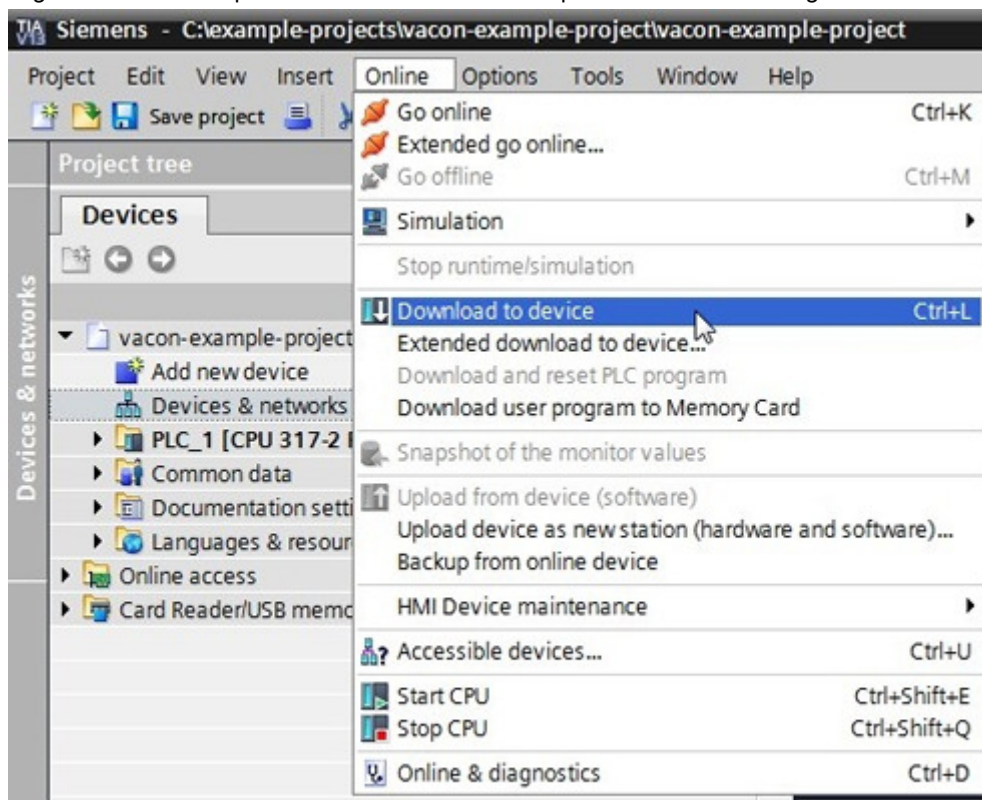 Siemens - C:\example-projects\vacon-example-project\vacon-example-project
Project Edit View Insert Online Options Tools Window Help
Save project
Go online Ctrl+K
Extended go online...
Go offline Ctrl+M
Simulation
Stop runtime/simulation
Download to device Ctrl+L
Extended download to device...
Download and reset PLC program
Download user program to Memory Card
Snapshot of the monitor values
Upload from device (software)
Upload device as new station (hardware and software)...
Backup from online device
HMI Device maintenance
Accessible devices... Ctrl+U
Start CPU Ctrl+Shift+E
Stop CPU Ctrl+Shift+Q
Online & diagnostics Ctrl+D
Project tree
Devices
Devices & networks
vacon-example-project
Add new device
Devices & networks
PLC_1 [CPU 317-2
Common data
Documentation setti
Languages & resour
Online access
Card Reader/USB memo